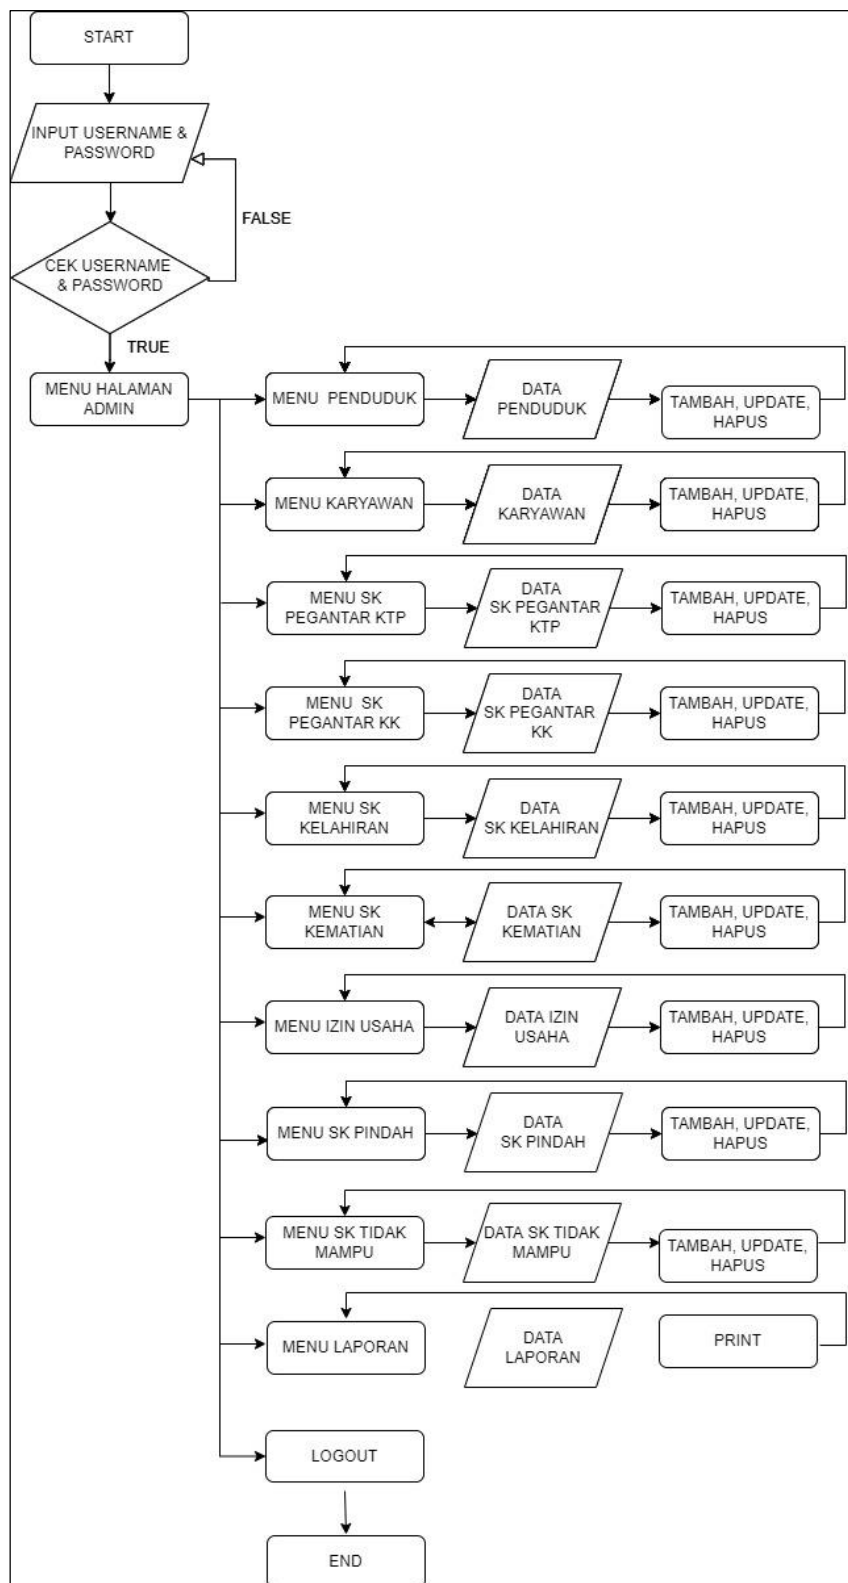 START
INPUT USERNAME &
PASSWORD
FALSE
CEK USERNAME
& PASSWORD
TRUE
MENU HALAMAN
ADMIN
MENU PENDUDUK
DATA
PENDUDUK
TAMBAH, UPDATE,
HAPUS
MENU KARYAWAN
DATA
KARYAWAN
TAMBAH, UPDATE,
HAPUS
MENU SK
PEGANTAR KTP
DATA
SK PEGANTAR
KTP
TAMBAH, UPDATE,
HAPUS
MENU SK
PEGANTAR KK
DATA
SK PEGANTAR
KK
TAMBAH, UPDATE,
HAPUS
MENU SK
KELAHIRAN
DATA
SK KELAHIRAN
TAMBAH, UPDATE,
HAPUS
MENU SK
KEMATIAN
DATA SK
KEMATIAN
TAMBAH, UPDATE,
HAPUS
MENU IZIN USAHA
DATA IZIN
USAHA
TAMBAH, UPDATE,
HAPUS
MENU SK PINDAH
DATA
SK PINDAH
TAMBAH, UPDATE,
HAPUS
MENU SK TIDAK
MAMPU
DATA SK TIDAK
MAMPU
TAMBAH, UPDATE,
HAPUS
MENU LAPORAN
DATA
LAPORAN
PRINT
LOGOUT
END